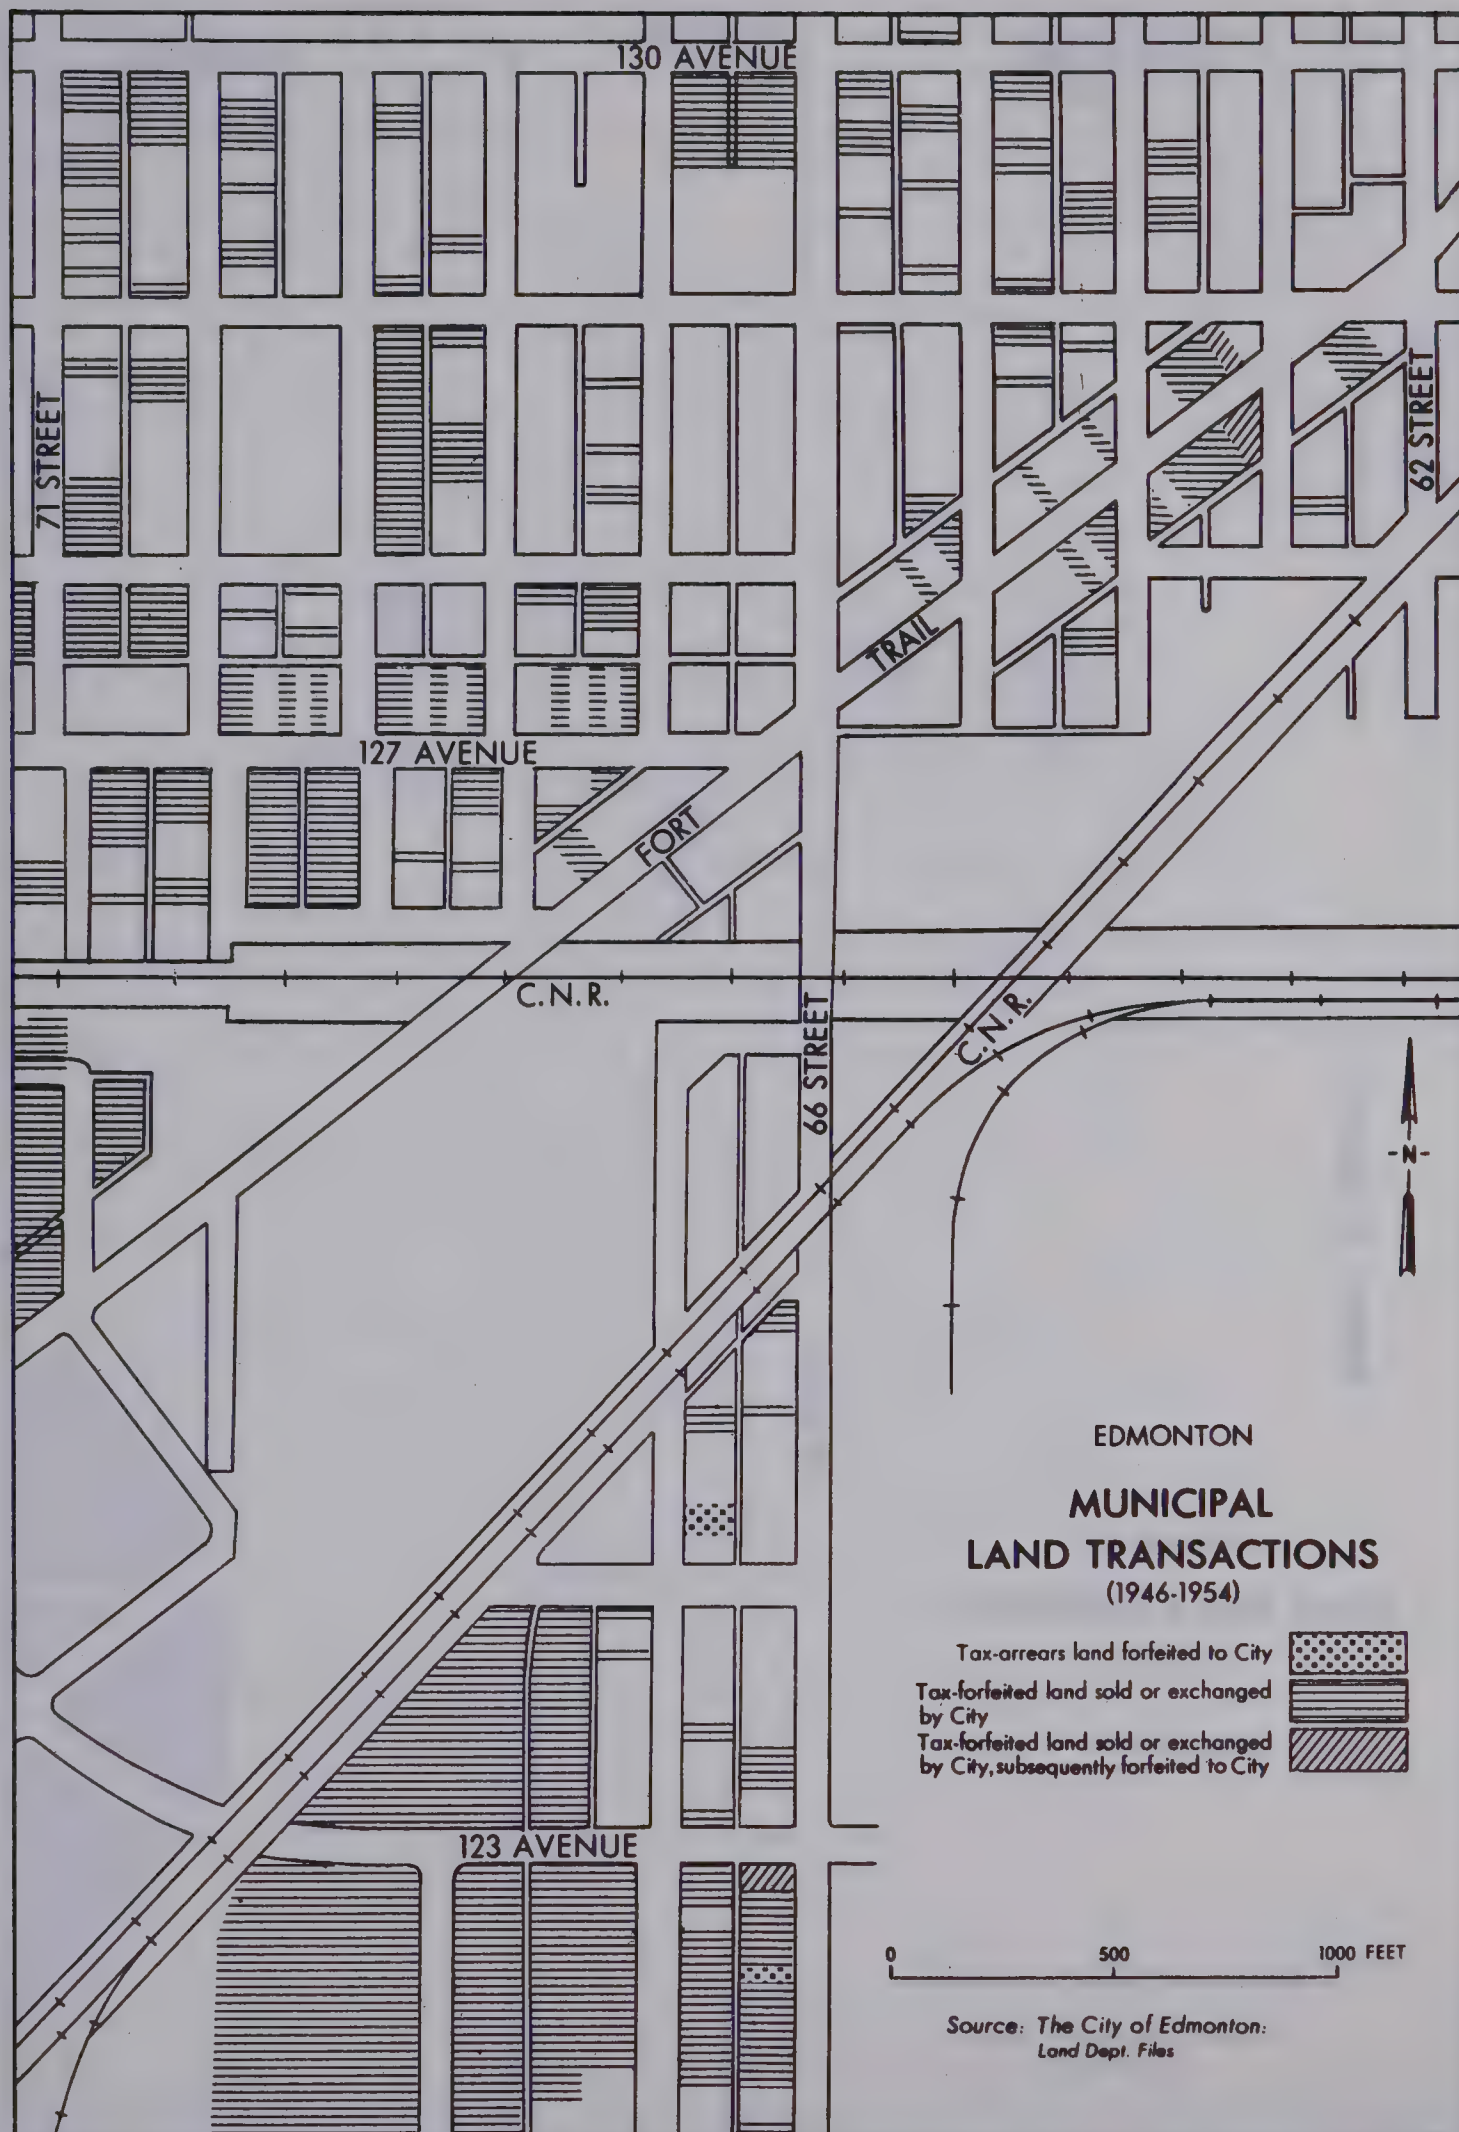 130 AVENUE
71 STREET
62 STREET
TRAIL
127 AVENUE
FORT
C.N.R.
66 STREET
C.N.R.
-N-
EDMONTON
MUNICIPAL
LAND TRANSACTIONS
(1946-1954)
Tax-arrears land forfeited to City
Tax-forfeited land sold or exchanged
by City
Tax-forfeited land sold or exchanged
by City, subsequently forfeited to City
123 AVENUE
0 500 1000 FEET
Source: The City of Edmonton:
Land Dept. Files